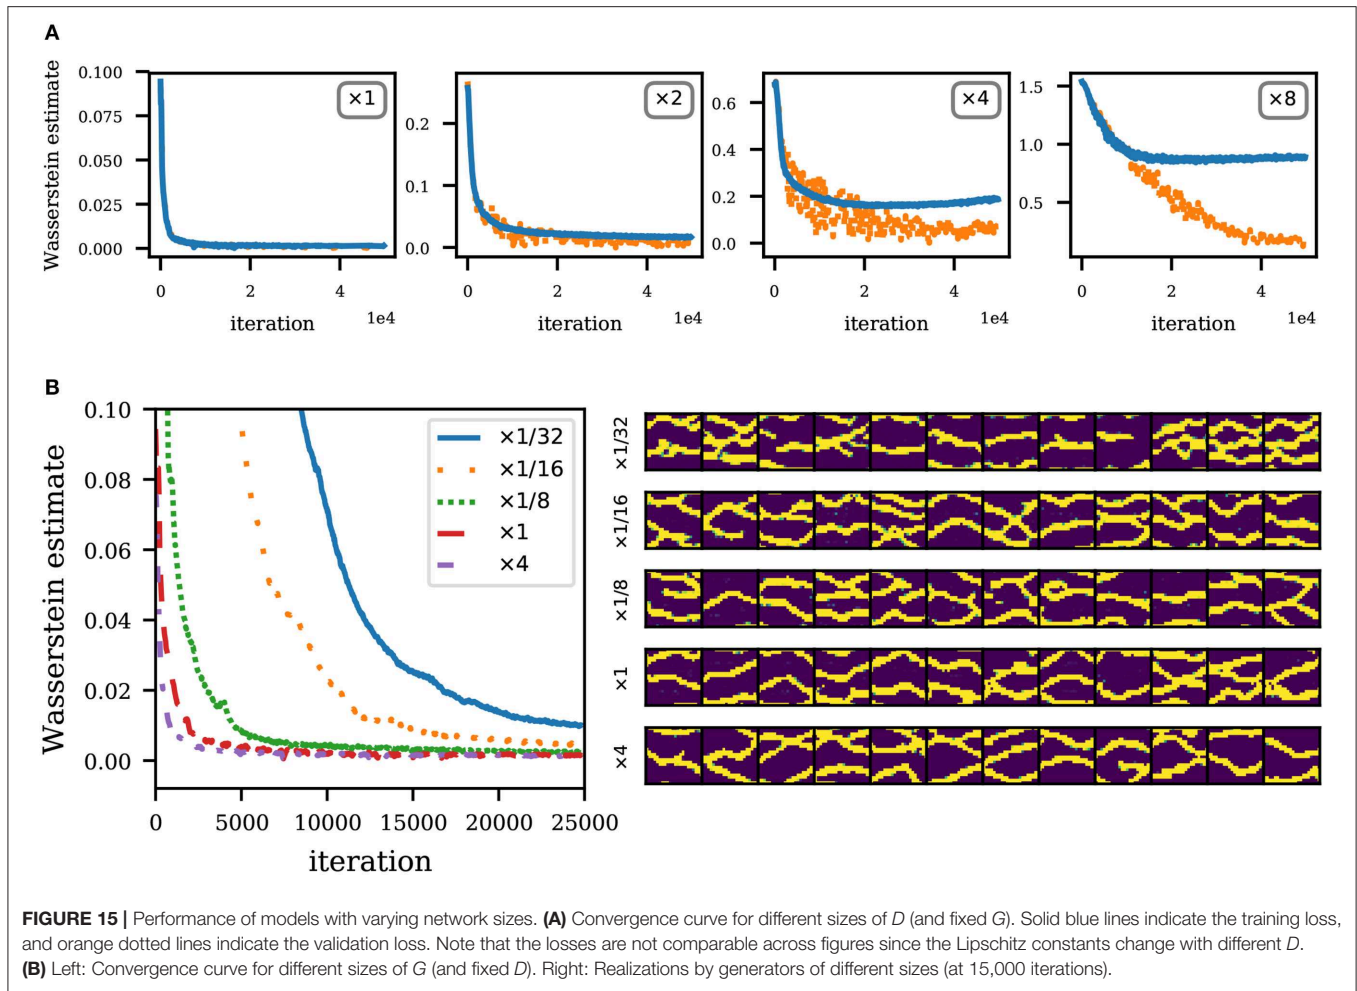 A
Wasserstein estimate
0.100
0.075
0.050
0.025
0.000
×1
0 2 4
iteration 1e4
0.2
0.1
0.0
×2
0 2 4
iteration 1e4
0.6
0.4
0.2
0.0
×4
0 2 4
iteration 1e4
1.5
1.0
0.5
×8
0 2 4
iteration 1e4
B
Wasserstein estimate
0.10
0.08
0.06
0.04
0.02
0.00
×1/32
×1/16
×1/8
×1
×4
0 5000 10000 15000 20000 25000
iteration
×1/32
×1/16
×1/8
×1
×4
FIGURE 15 | Performance of models with varying network sizes. (A) Convergence curve for different sizes of D (and fixed G). Solid blue lines indicate the training loss,
and orange dotted lines indicate the validation loss. Note that the losses are not comparable across figures since the Lipschitz constants change with different D.
(B) Left: Convergence curve for different sizes of G (and fixed D). Right: Realizations by generators of different sizes (at 15,000 iterations).